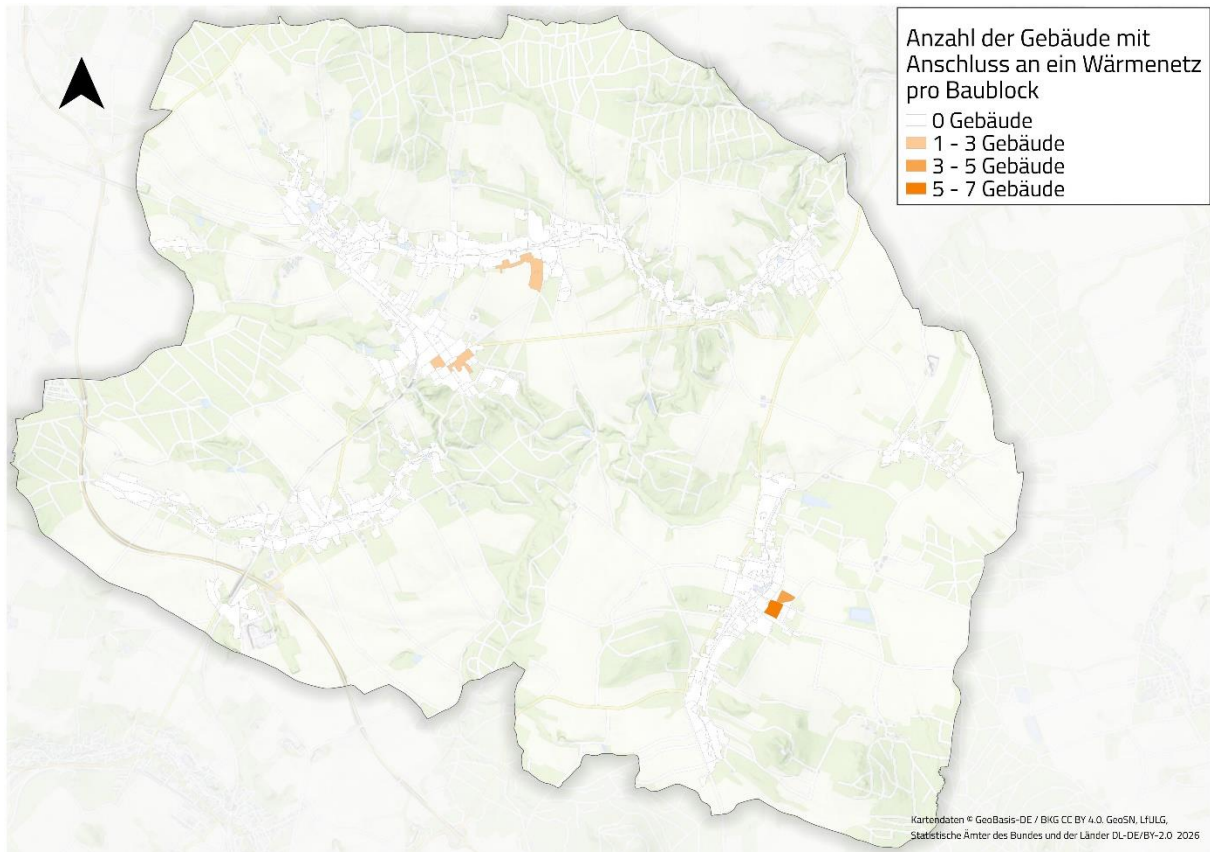 Anzahl der Gebäude mit
Anschluss an ein Wärmenetz
pro Baublock
0 Gebäude
1 - 3 Gebäude
3 - 5 Gebäude
5 - 7 Gebäude
Kartendaten © GeoBasis-DE / BKG CC BY 4.0. GeoSN, LfULG,
Statistische Ämter des Bundes und der Länder DL-DE/BY-2.0 2026